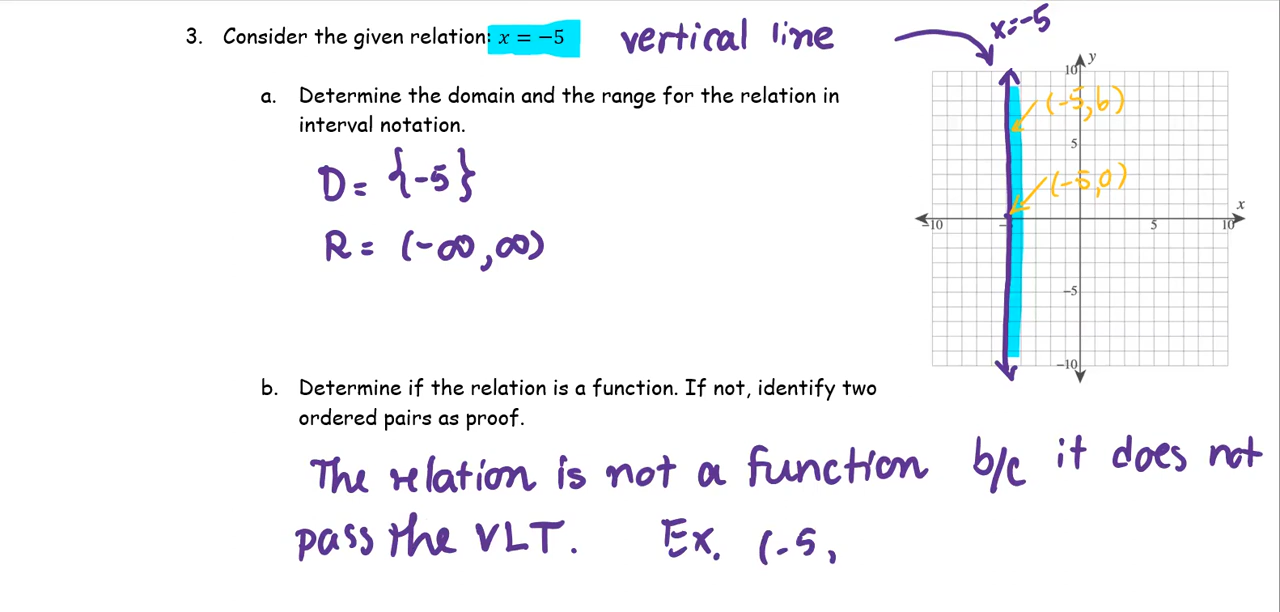 3. Consider the given relation: x = −5 vertical line
x=-5
a. Determine the domain and the range for the relation in
interval notation.
D= {-5}
R = (-∞,∞)
y
10
(-5,6)
5
(-5,0)
x
-10
5
10
-5
-10
b. Determine if the relation is a function. If not, identify two
ordered pairs as proof.
The relation is not a function b/c it does not
pass the VLT. Ex. (-5,